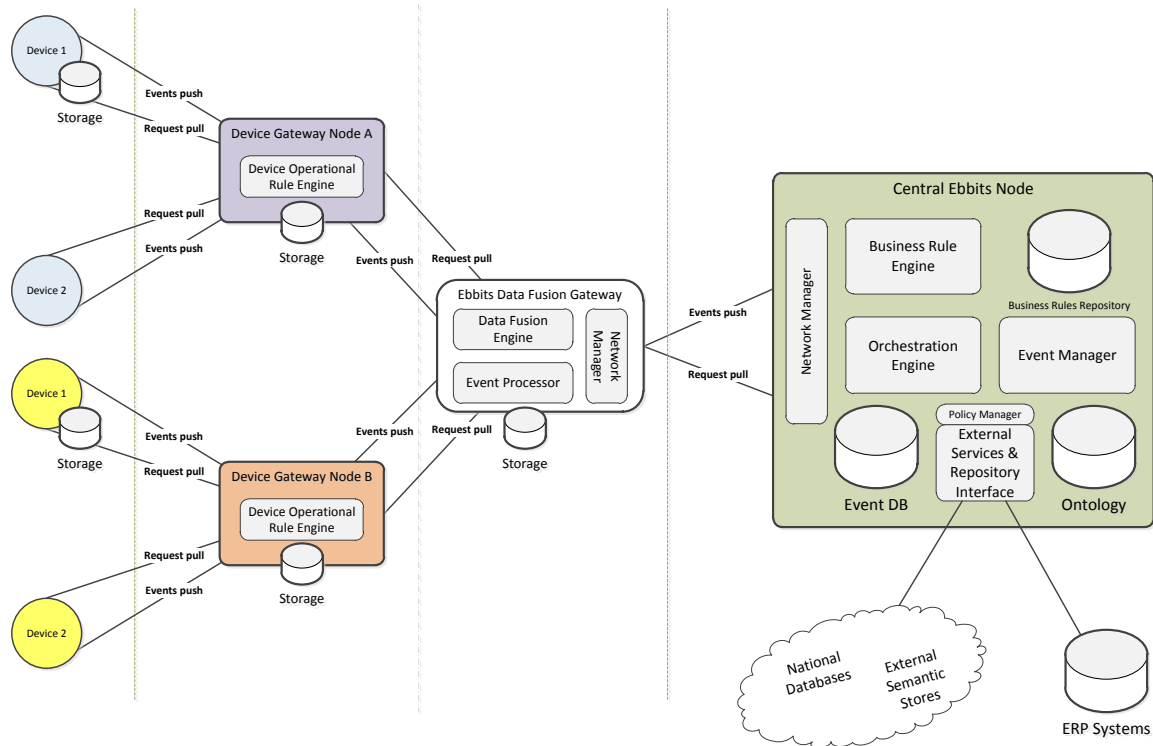 Device 1
Storage
Events push
Request pull
Request pull
Events push
Device 2
Device Gateway Node A
Device Operational
Rule Engine
Storage
Device 1
Storage
Events push
Request pull
Request pull
Events push
Device 2
Device Gateway Node B
Device Operational
Rule Engine
Storage
Events push
Request pull
Events push
Request pull
Ebbits Data Fusion Gateway
Data Fusion
Engine
Event Processor
Network
Manager
Storage
Events push
Request pull
Central Ebbits Node
Network Manager
Business Rule
Engine
Business Rules Repository
Orchestration
Engine
Event Manager
Policy Manager
External
Services &
Repository
Interface
Event DB
Ontology
National
Databases
External
Semantic
Stores
ERP Systems